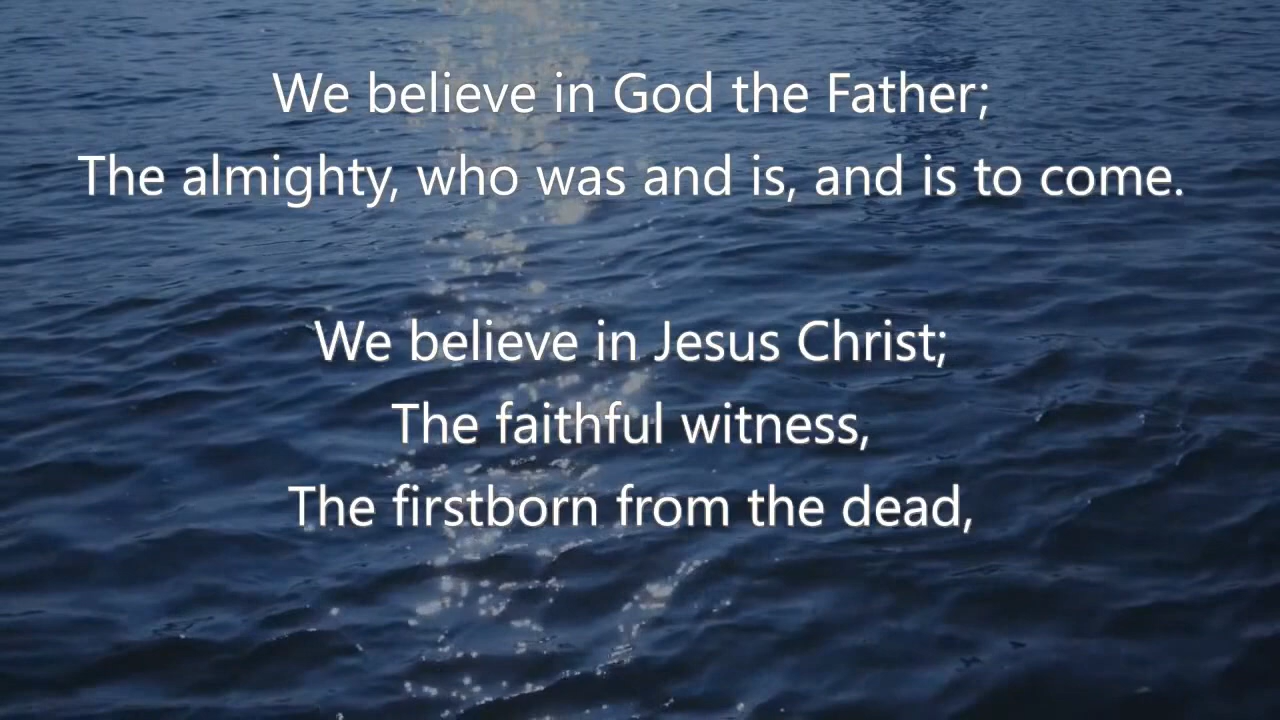 We believe in God the Father;
The almighty, who was and is, and is to come.
We believe in Jesus Christ;
The faithful witness,
The firstborn from the dead,